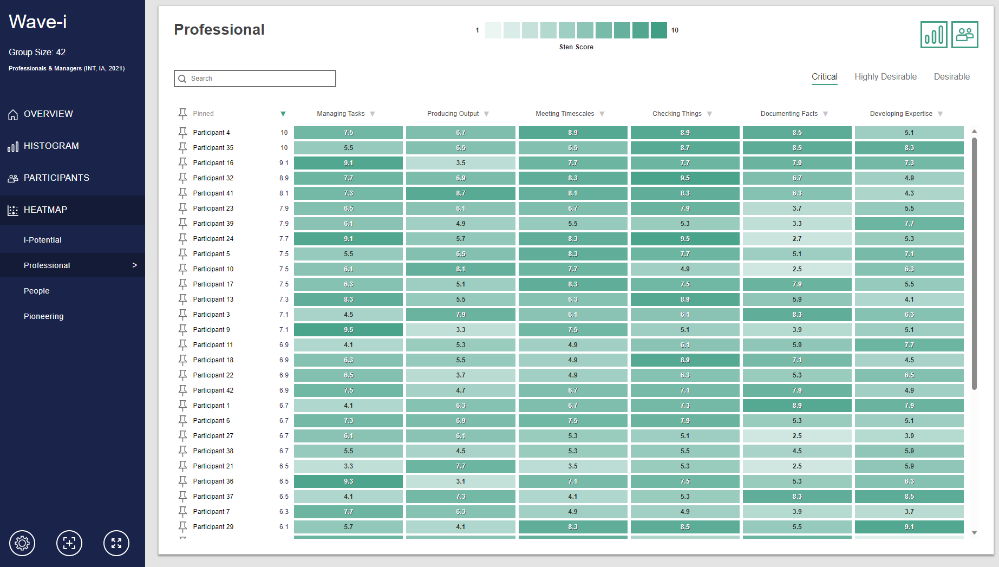 Wave-i
Group Size: 42
Professionals & Managers (INT, IA, 2021)
OVERVIEW
HISTOGRAM
PARTICIPANTS
HEATMAP
i-Potential
Professional >
People
Pioneering
Professional
1 10
Sten Score
Search
Critical Highly Desirable Desirable
Pinned Managing Tasks Producing Output Meeting Timescales Checking Things Documenting Facts Developing Expertise
Participant 4 10 7.5 6.7 8.9 8.9 8.5 5.1
Participant 35 10 5.5 6.5 6.5 8.7 8.5 8.3
Participant 16 9.1 9.1 3.5 7.7 7.7 7.9 7.3
Participant 32 8.9 7.7 6.9 8.3 9.5 6.7 4.9
Participant 41 8.1 7.3 8.7 8.1 8.3 6.3 4.3
Participant 23 7.9 6.5 6.1 6.7 7.9 3.7 5.5
Participant 39 7.9 6.1 4.9 5.5 5.3 3.3 7.7
Participant 24 7.7 9.1 5.7 8.3 9.5 2.7 5.3
Participant 5 7.5 5.5 6.5 8.3 7.7 5.1 7.1
Participant 10 7.5 6.1 8.1 7.7 4.9 2.5 6.3
Participant 17 7.5 6.3 5.1 8.3 7.5 7.9 5.5
Participant 13 7.3 8.3 5.5 6.3 8.9 5.9 4.1
Participant 3 7.1 4.5 7.9 6.1 6.1 8.3 6.3
Participant 9 7.1 9.5 3.3 7.5 5.1 3.9 5.1
Participant 11 6.9 4.1 5.3 4.9 6.1 5.9 7.7
Participant 18 6.9 6.3 5.5 4.9 8.9 7.1 4.5
Participant 22 6.9 6.5 3.7 4.9 6.3 5.3 6.5
Participant 42 6.9 7.5 4.7 6.7 7.1 7.9 4.9
Participant 1 6.7 4.1 6.3 6.7 7.3 8.9 7.9
Participant 6 6.7 7.3 6.9 7.5 7.9 5.3 5.1
Participant 27 6.7 6.1 6.1 5.3 5.1 2.5 3.9
Participant 38 6.7 5.5 4.5 5.3 5.5 4.5 5.9
Participant 21 6.5 3.3 7.7 3.5 5.3 2.5 5.9
Participant 36 6.5 9.3 3.1 7.1 7.5 5.3 6.3
Participant 37 6.5 4.1 7.3 4.1 5.3 8.3 8.5
Participant 7 6.3 7.7 6.3 4.9 4.9 3.9 3.7
Participant 29 6.1 5.7 4.1 8.3 8.5 5.5 9.1